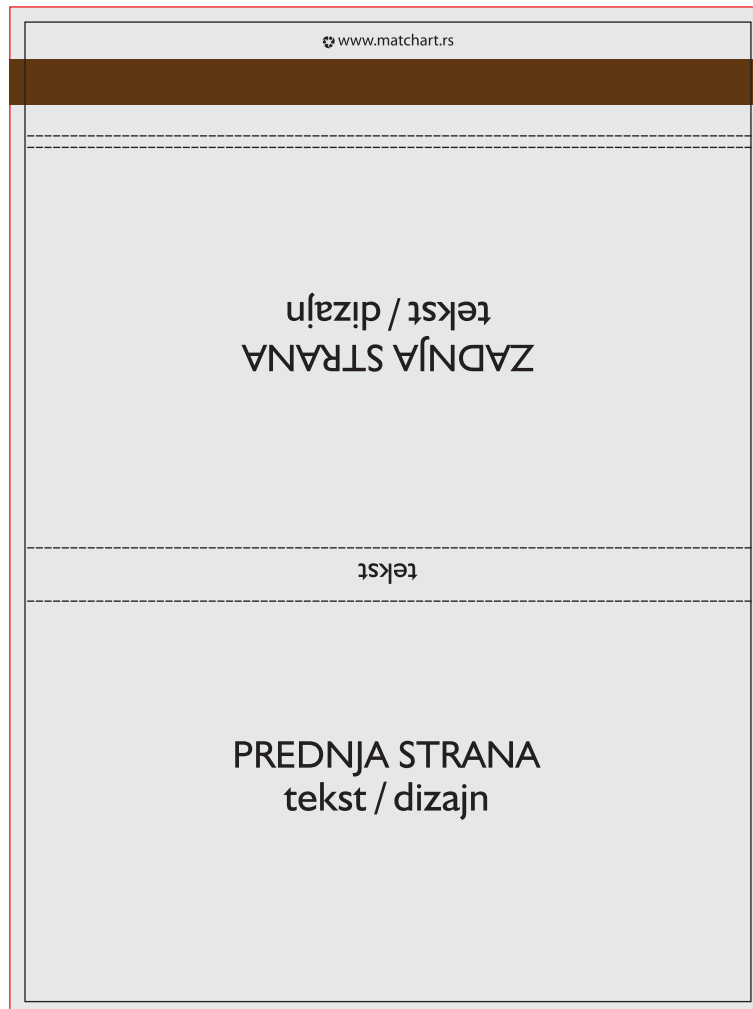 www.matchart.rs
ZADNJA STRANA
tekst / dizajn
tekst
PREDNJA STRANA
tekst / dizajn